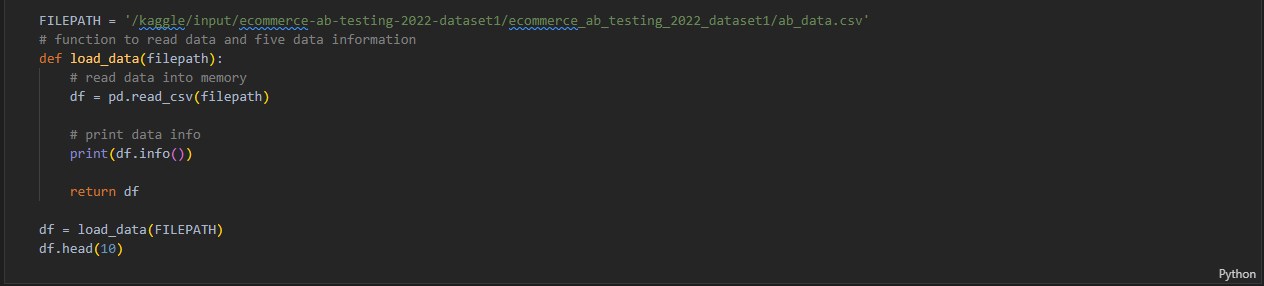 FILEPATH = '/kaggle/input/ecommerce-ab-testing-2022-dataset1/ecommerce_ab_testing_2022_dataset1/ab_data.csv'
# function to read data and five data information
def load_data(filepath):
    # read data into memory
    df = pd.read_csv(filepath)
    # print data info
    print(df.info())
    return df
df = load_data(FILEPATH)
df.head(10)
Python